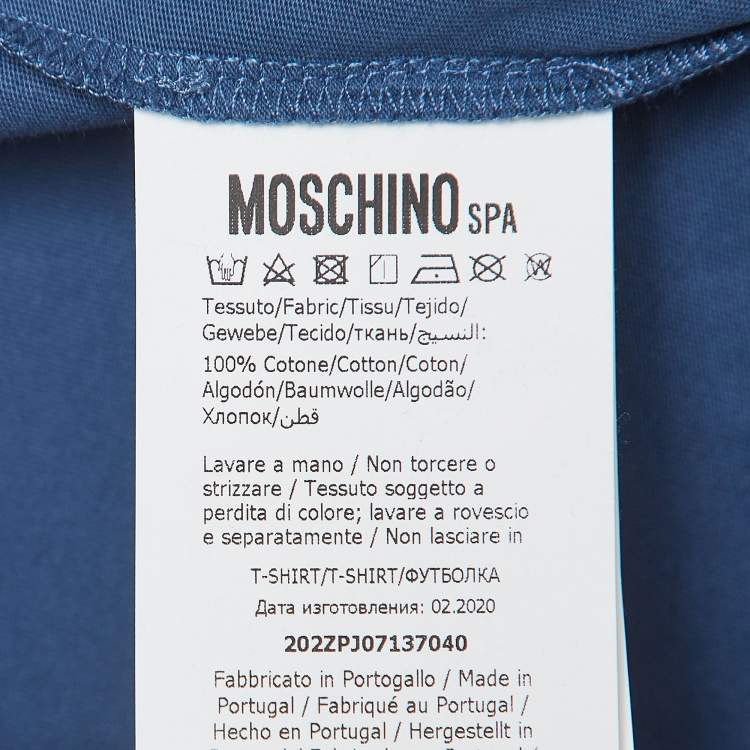 MOSCHINO SPA
Tessuto/Fabric/Tissu/Tejido/
Gewebe/Tecido/ткань/النسيج:
100% Cotone/Cotton/Coton/
Algodón/Baumwolle/Algodão/
Хлопок/قطن
Lavare a mano / Non torcere o
strizzare / Tessuto soggetto a
perdita di colore; lavare a rovescio
e separatamente / Non lasciare in
T-SHIRT/T-SHIRT/ФУТБОЛКА
Дата изготовления: 02.2020
202ZPJ07137040
Fabbricato in Portogallo / Made in
Portugal / Fabriqué au Portugal /
Hecho en Portugal / Hergestellt in